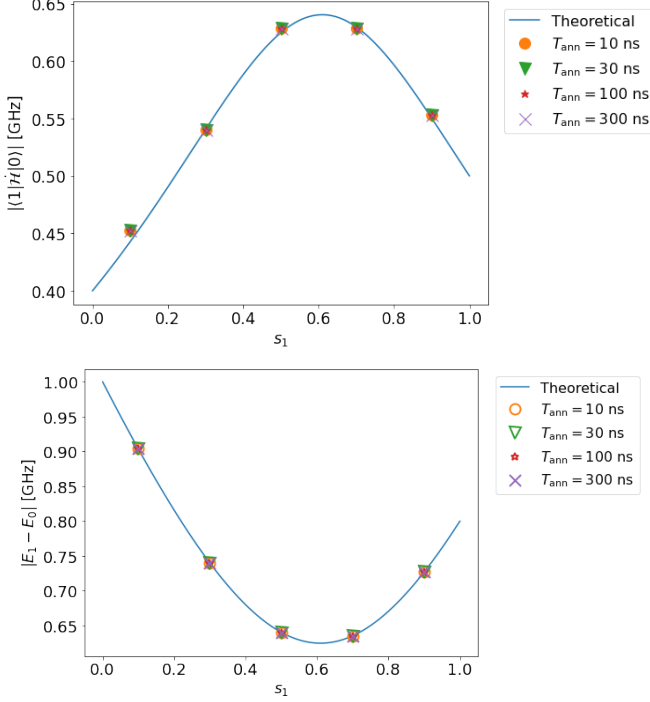 |⟨1|Ḣ|0⟩| [GHz]
0.65
0.60
0.55
0.50
0.45
0.40
0.0 0.2 0.4 0.6 0.8 1.0
s₁
Theoretical
Tₐₙₙ = 10 ns
Tₐₙₙ = 30 ns
Tₐₙₙ = 100 ns
Tₐₙₙ = 300 ns
|E₁ − E₀| [GHz]
1.00
0.95
0.90
0.85
0.80
0.75
0.70
0.65
0.0 0.2 0.4 0.6 0.8 1.0
s₁
Theoretical
Tₐₙₙ = 10 ns
Tₐₙₙ = 30 ns
Tₐₙₙ = 100 ns
Tₐₙₙ = 300 ns